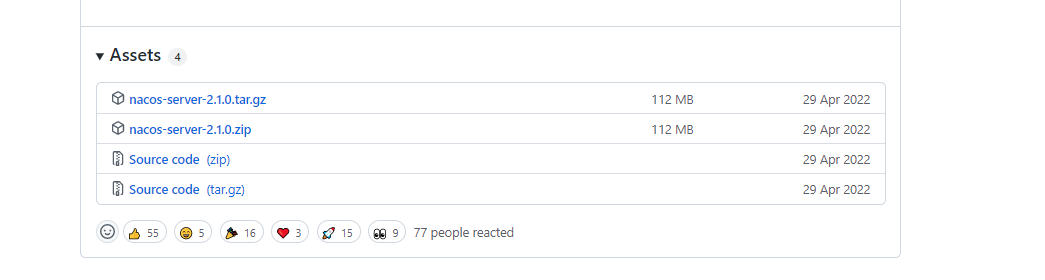 Assets 4
nacos-server-2.1.0.tar.gz 112 MB 29 Apr 2022
nacos-server-2.1.0.zip 112 MB 29 Apr 2022
Source code (zip) 29 Apr 2022
Source code (tar.gz) 29 Apr 2022
55 5 16 3 15 9 77 people reacted